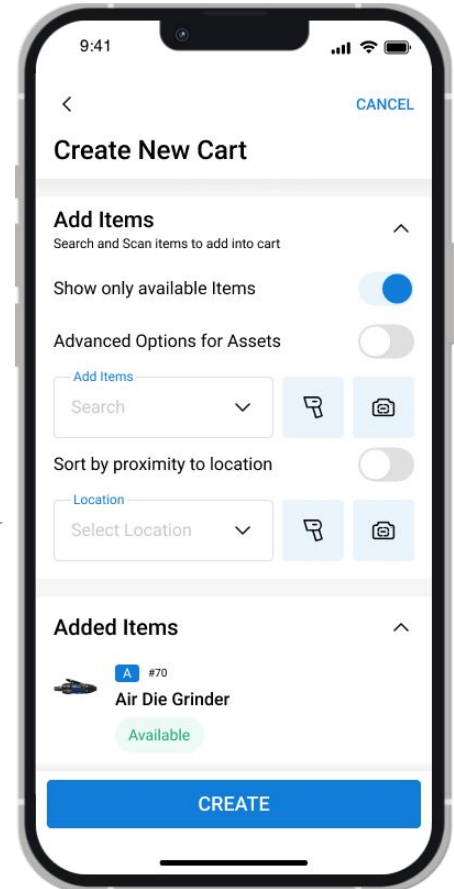 9:41
CANCEL
Create New Cart
Add Items
Search and Scan items to add into cart
Show only available Items
Advanced Options for Assets
Add Items
Search
Sort by proximity to location
Location
Select Location
Added Items
A #70
Air Die Grinder
Available
CREATE